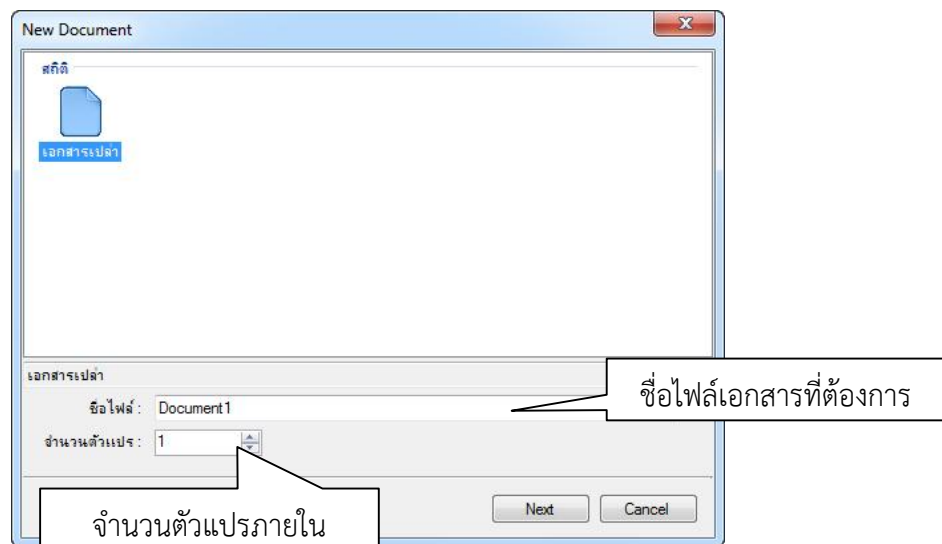 New Document
สถิติ
เอกสารเปล่า
เอกสารเปล่า
ชื่อไฟล์ : Document1
ชื่อไฟล์เอกสารที่ต้องการ
จำนวนตัวแปร : 1
จำนวนตัวแปรภายใน
Next Cancel